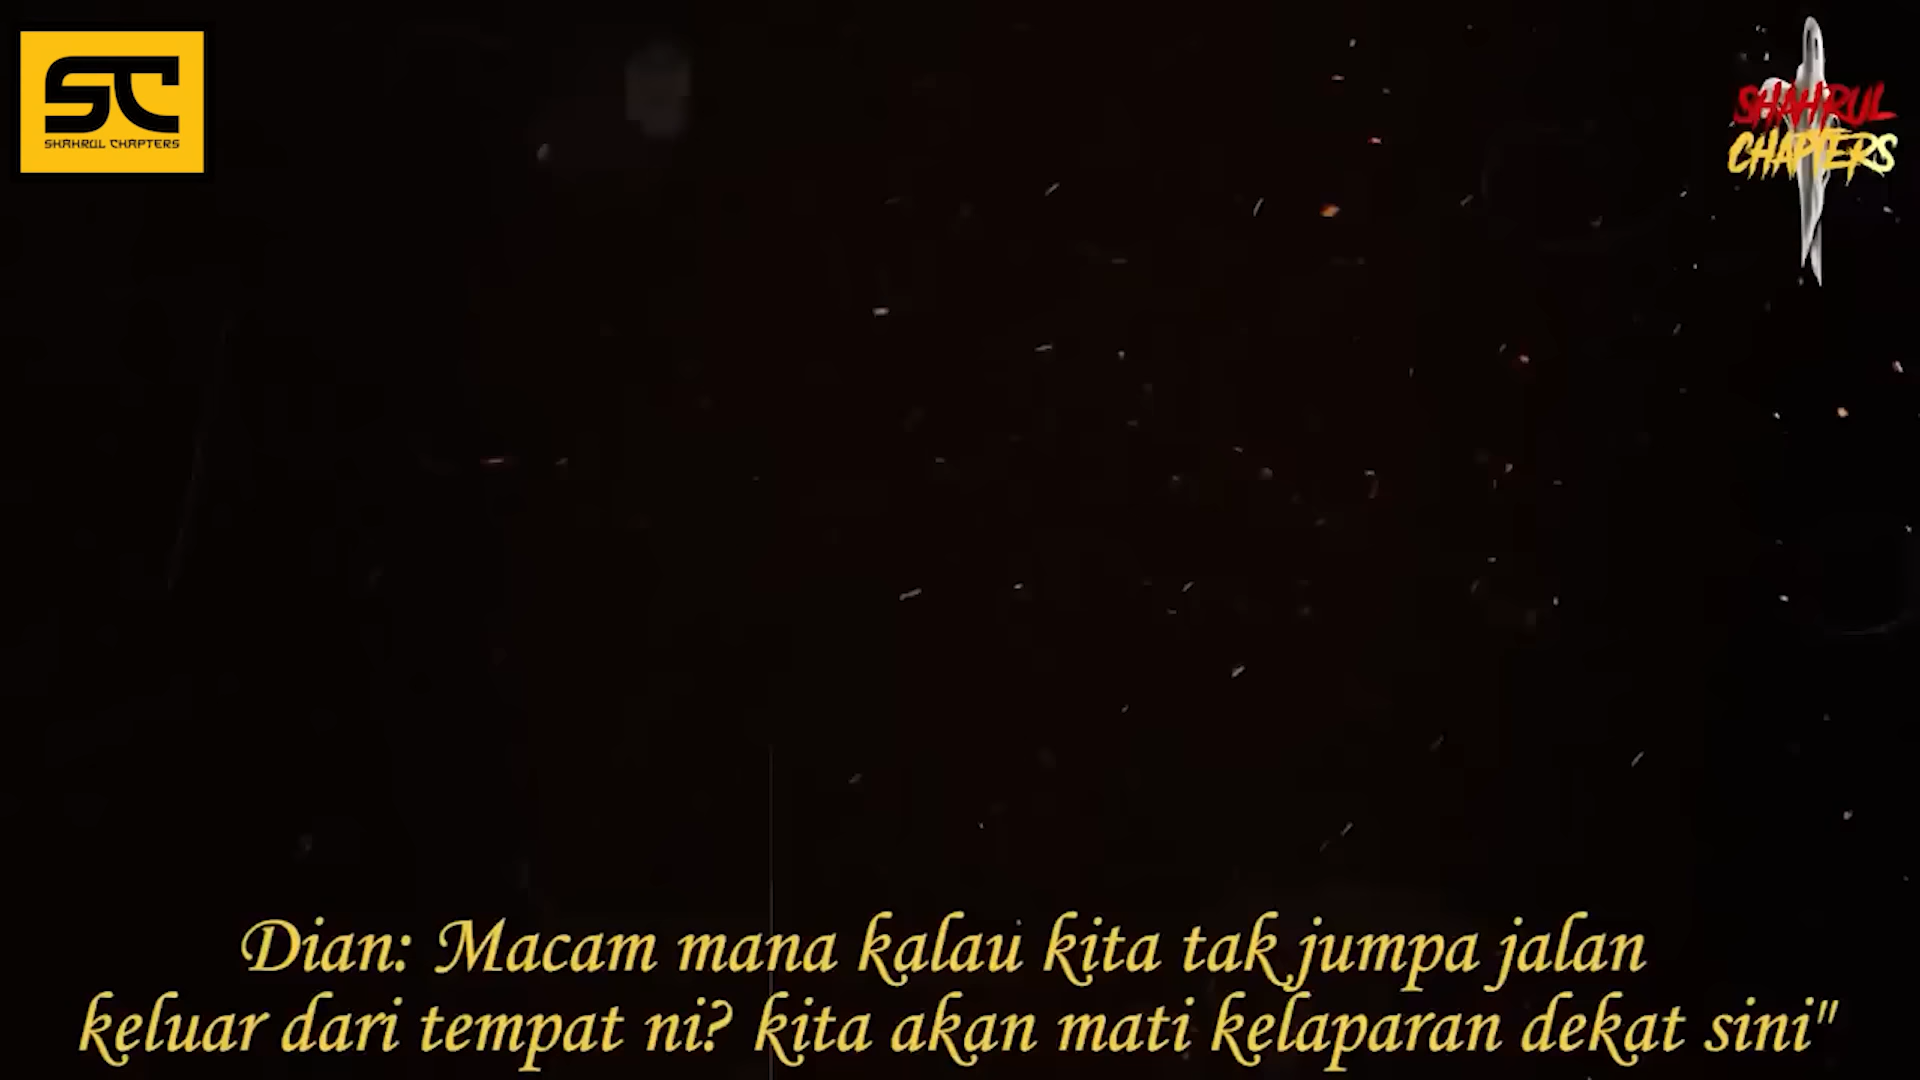 SC
SHAHRUL CHAPTERS
SHAHRUL
CHAPTERS
Dian: Macam mana kalau kita tak jumpa jalan
keluar dari tempat ni? kita akan mati kelaparan dekat sini"